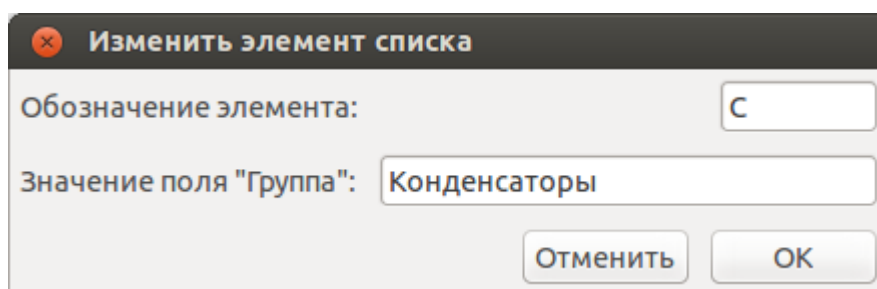 Изменить элемент списка
Обозначение элемента: C
Значение поля "Группа": Конденсаторы
Отменить OK